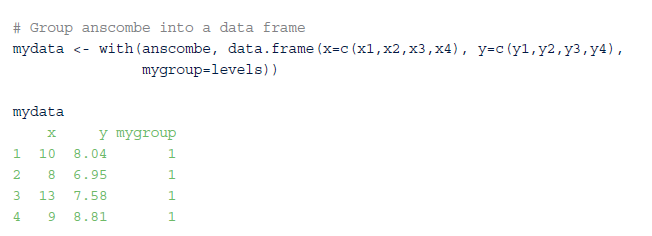 # Group anscombe into a data frame
mydata <- with(anscombe, data.frame(x=c(x1,x2,x3,x4), y=c(y1,y2,y3,y4),
mygroup=levels))
mydata
x y mygroup
1 10 8.04 1
2 8 6.95 1
3 13 7.58 1
4 9 8.81 1